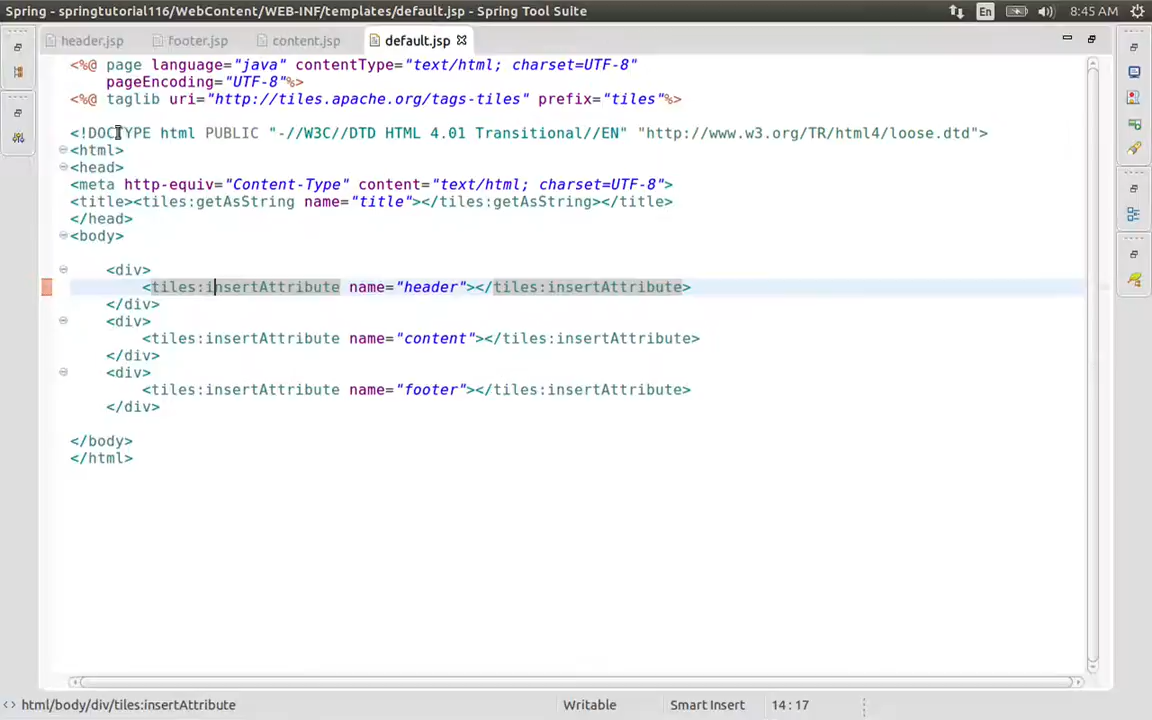 Spring - springtutorial116/WebContent/WEB-INF/templates/default.jsp - Spring Tool Suite
En
8:45 AM
header.jsp
footer.jsp
content.jsp
default.jsp
<%@ page language="java" contentType="text/html; charset=UTF-8"
pageEncoding="UTF-8"%>
<%@ taglib uri="http://tiles.apache.org/tags-tiles" prefix="tiles"%>
<!DOCTYPE html PUBLIC "-//W3C//DTD HTML 4.01 Transitional//EN" "http://www.w3.org/TR/html4/loose.dtd">
<html>
<head>
<meta http-equiv="Content-Type" content="text/html; charset=UTF-8">
<title><tiles:getAsString name="title"></tiles:getAsString></title>
</head>
<body>
<div>
<tiles:insertAttribute name="header"></tiles:insertAttribute>
</div>
<div>
<tiles:insertAttribute name="content"></tiles:insertAttribute>
</div>
<div>
<tiles:insertAttribute name="footer"></tiles:insertAttribute>
</div>
</body>
</html>
html/body/div/tiles:insertAttribute
Writable
Smart Insert
14:17